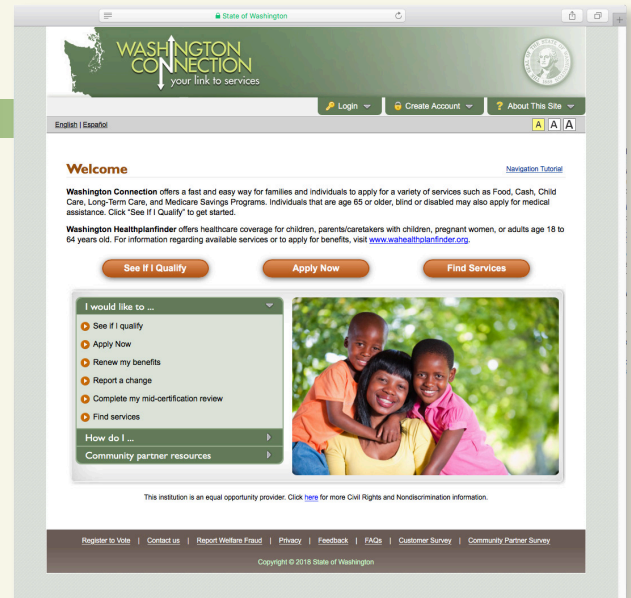 State of Washington
WASHINGTON
CONNECTION
your link to services
Login
Create Account
? About This Site
English | Español
A A A
Welcome
Navigation Tutorial
Washington Connection offers a fast and easy way for families and individuals to apply for a variety of services such as Food, Cash, Child
Care, Long-Term Care, and Medicare Savings Programs. Individuals that are age 65 or older, blind or disabled may also apply for medical
assistance. Click "See If I Qualify" to get started.
Washington Healthplanfinder offers healthcare coverage for children, parents/caretakers with children, pregnant women, or adults age 18 to
64 years old. For information regarding available services or to apply for benefits, visit www.wahealthplanfinder.org.
See If I Qualify
Apply Now
Find Services
I would like to ...
See if I qualify
Apply Now
Renew my benefits
Report a change
Complete my mid-certification review
Find services
How do I ...
Community partner resources
This institution is an equal opportunity provider. Click here for more Civil Rights and Nondiscrimination information.
Register to Vote | Contact us | Report Welfare Fraud | Privacy | Feedback | FAQs | Customer Survey | Community Partner Survey
Copyright © 2018 State of Washington